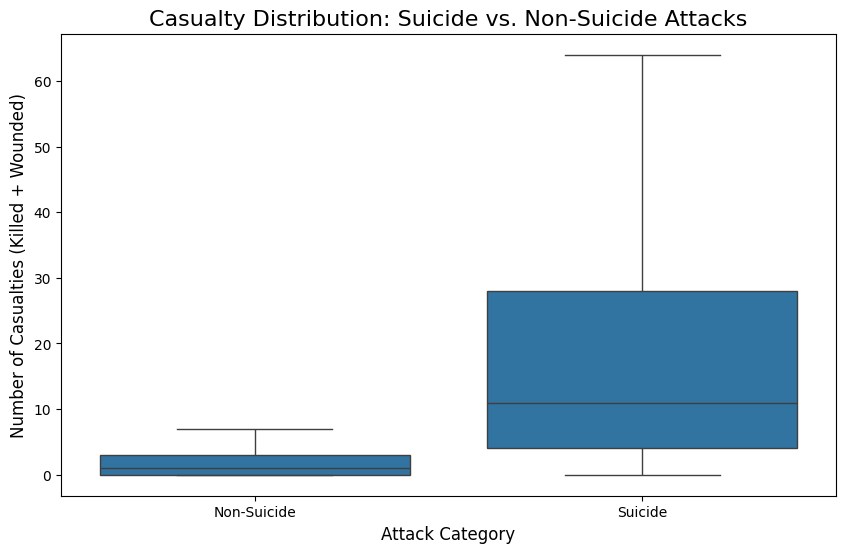 Casualty Distribution: Suicide vs. Non-Suicide Attacks
Number of Casualties (Killed + Wounded)
60
50
40
30
20
10
0
Non-Suicide
Suicide
Attack Category